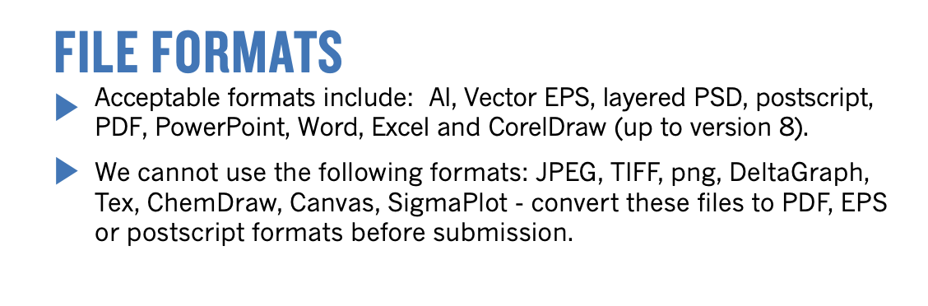 FILE FORMATS
Acceptable formats include:  AI, Vector EPS, layered PSD, postscript,
PDF, PowerPoint, Word, Excel and CorelDraw (up to version 8).
We cannot use the following formats: JPEG, TIFF, png, DeltaGraph,
Tex, ChemDraw, Canvas, SigmaPlot - convert these files to PDF, EPS
or postscript formats before submission.